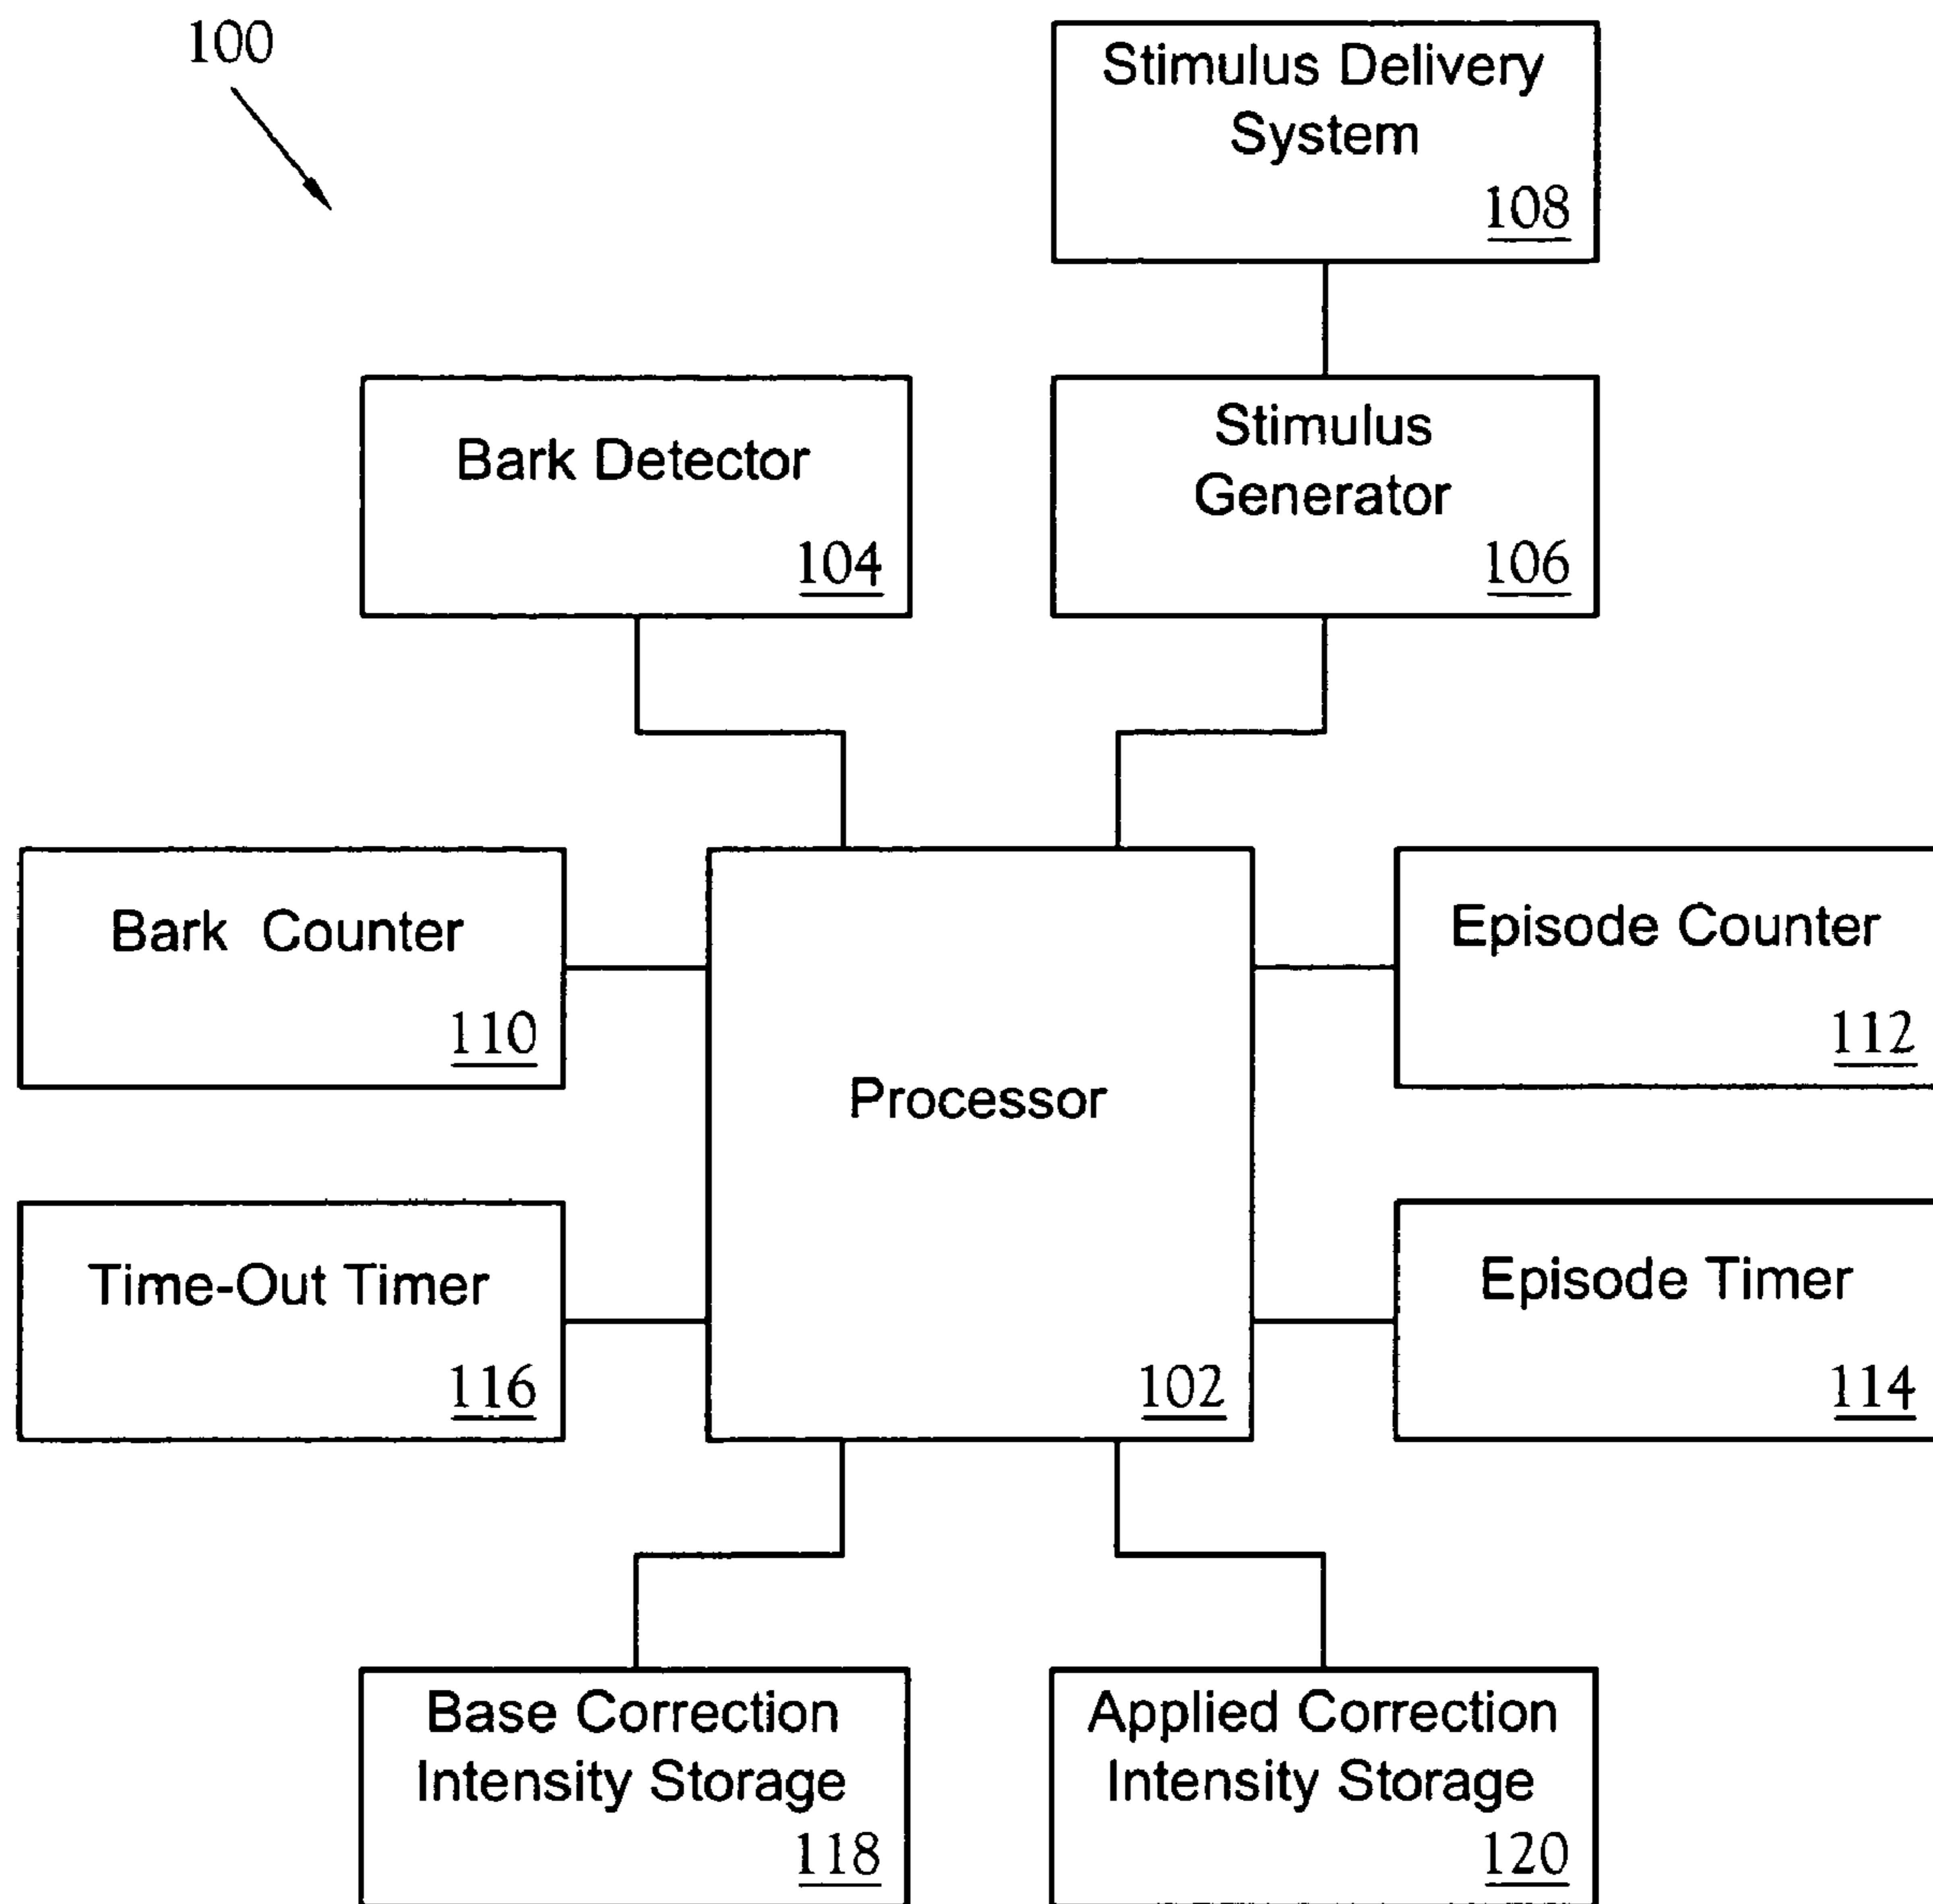 100
Stimulus Delivery
System
108
Bark Detector
104
Stimulus
Generator
106
Bark Counter
110
Processor
102
Episode Counter
112
Time-Out Timer
116
Episode Timer
114
Base Correction
Intensity Storage
118
Applied Correction
Intensity Storage
120